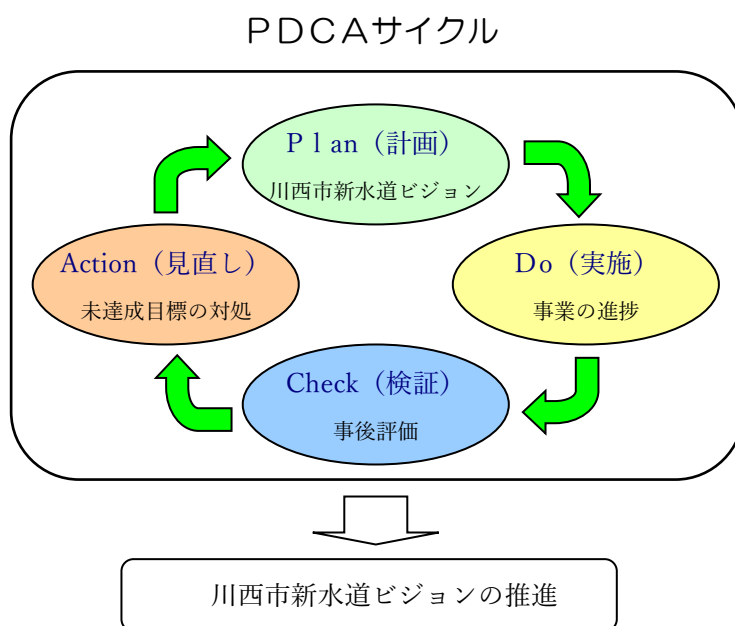 ＰＤＣＡサイクル
Ｐｌan（計画）
川西市新水道ビジョン
Ｄo（実施）
事業の進捗
Check（検証）
事後評価
Action（見直し）
未達成目標の対処
川西市新水道ビジョンの推進